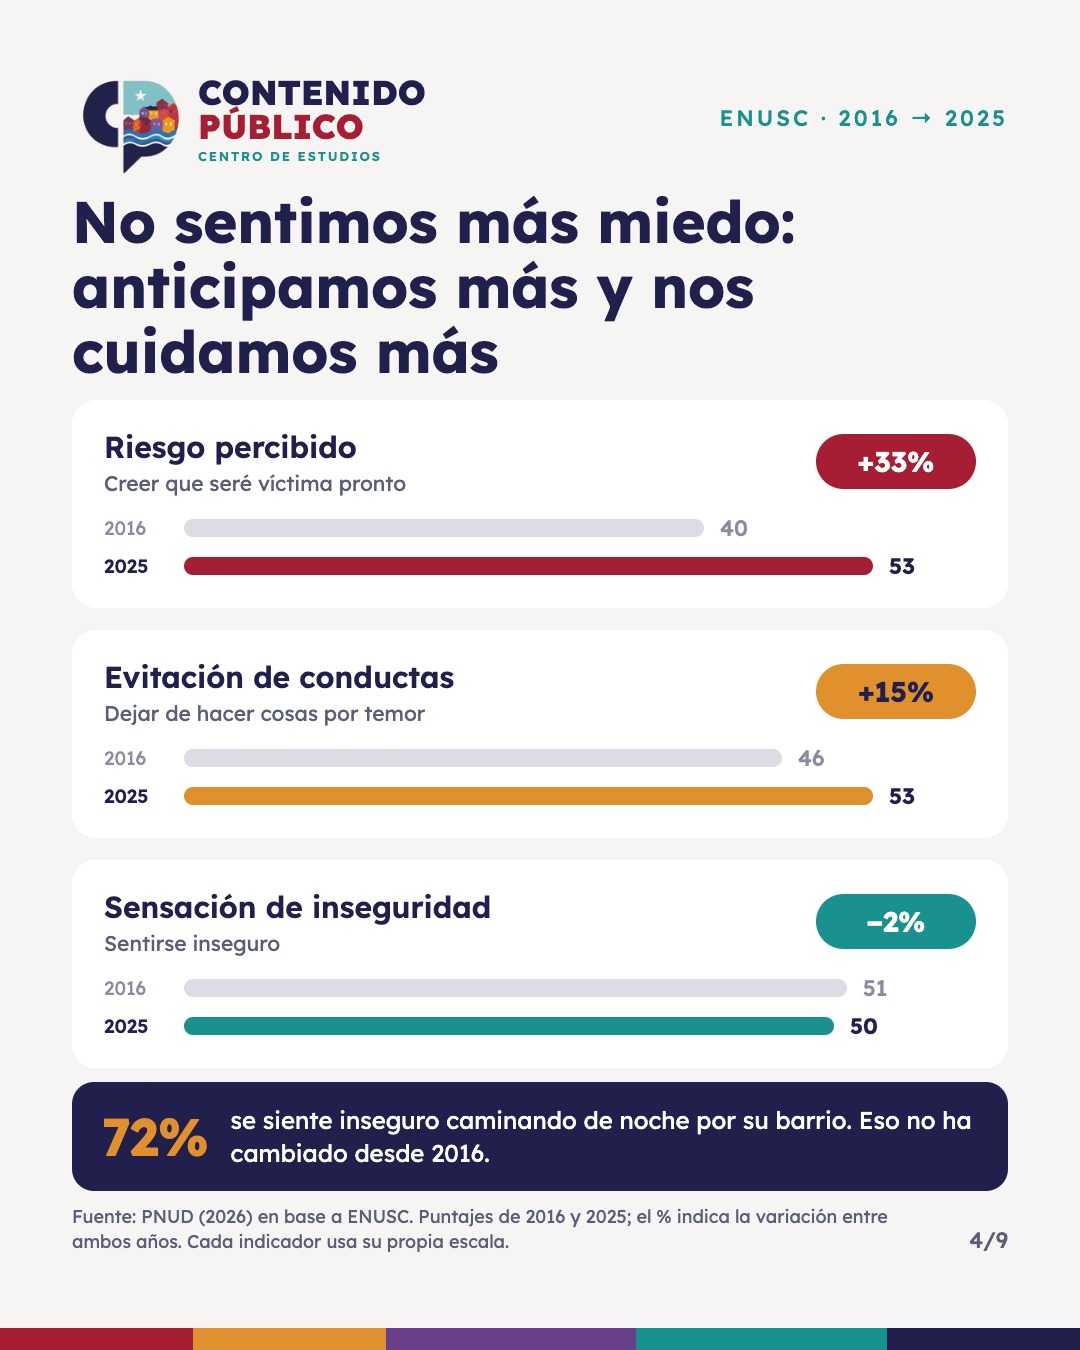 CONTENIDO
PÚBLICO
CENTRO DE ESTUDIOS
ENUSC · 2016 → 2025
No sentimos más miedo:
anticipamos más y nos
cuidamos más
Riesgo percibido
+33%
Creer que seré víctima pronto
2016 40
2025 53
Evitación de conductas
+15%
Dejar de hacer cosas por temor
2016 46
2025 53
Sensación de inseguridad
–2%
Sentirse inseguro
2016 51
2025 50
72%
se siente inseguro caminando de noche por su barrio. Eso no ha
cambiado desde 2016.
Fuente: PNUD (2026) en base a ENUSC. Puntajes de 2016 y 2025; el % indica la variación entre
ambos años. Cada indicador usa su propia escala.
4/9